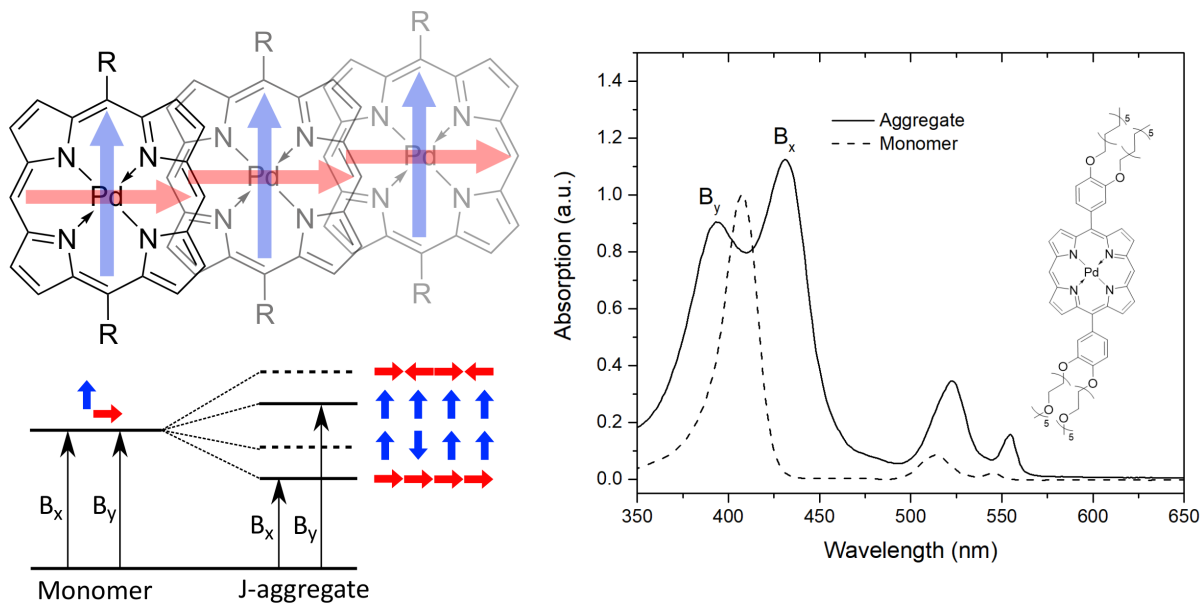 R
R
R
N
N
Pd
N
N
N
N
Pd
N
N
N
N
Pd
N
N
R
R
R
Bx
By
Bx
By
Monomer
J-aggregate
Absorption (a.u.)
1.4
1.2
1.0
0.8
0.6
0.4
0.2
0.0
350
400
450
500
550
600
650
Wavelength (nm)
By
Bx
Aggregate
Monomer
5
5
O
O
N
N
Pd
N
N
O
O
O
O
5
5